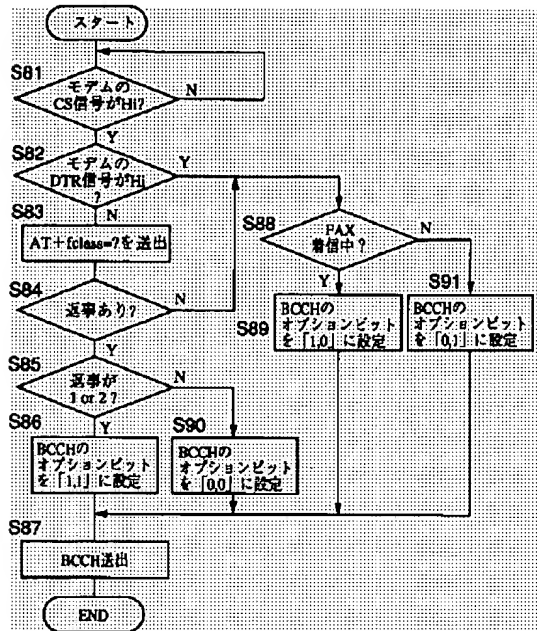 スタート
S81
モデムの
CS信号がHi?
N
Y
S82
モデムの
DTR信号がHi
?
Y
N
S83
AT+fclass=?を送出
S84
返事あり?
N
Y
S85
返事が
1 or 2?
N
Y
S86
BCCHの
オプションビット
を「1,1」に設定
S90
BCCHの
オプションビット
を「0,0」に設定
S88
FAX
着信中?
N
Y
S89
BCCHの
オプションビット
を「1,0」に設定
S91
BCCHの
オプションビット
を「0,1」に設定
S87
BCCH送出
END